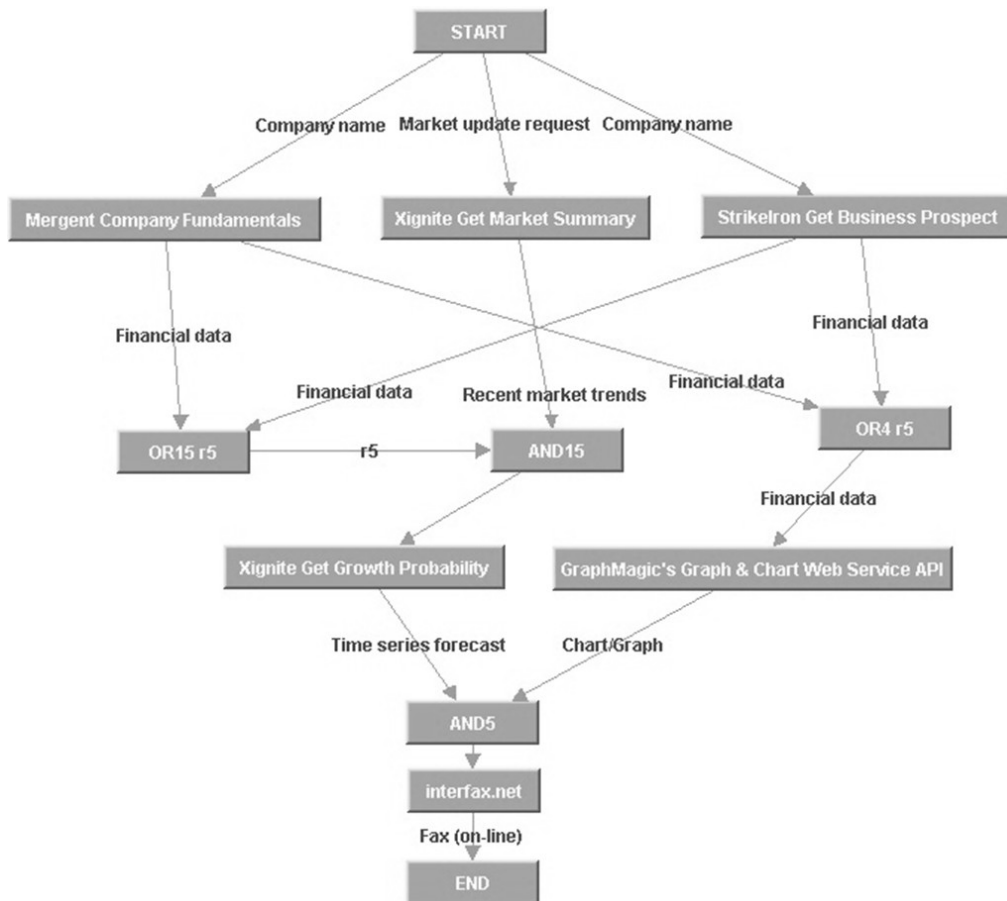 START
Company name
Market update request
Company name
Mergent Company Fundamentals
Xignite Get Market Summary
StrikeIron Get Business Prospect
Financial data
Financial data
Financial data
Financial data
Recent market trends
OR15 r5
r5
AND15
OR4 r5
Financial data
Xignite Get Growth Probability
GraphMagic's Graph & Chart Web Service API
Time series forecast
Chart/Graph
AND5
interfax.net
Fax (on-line)
END